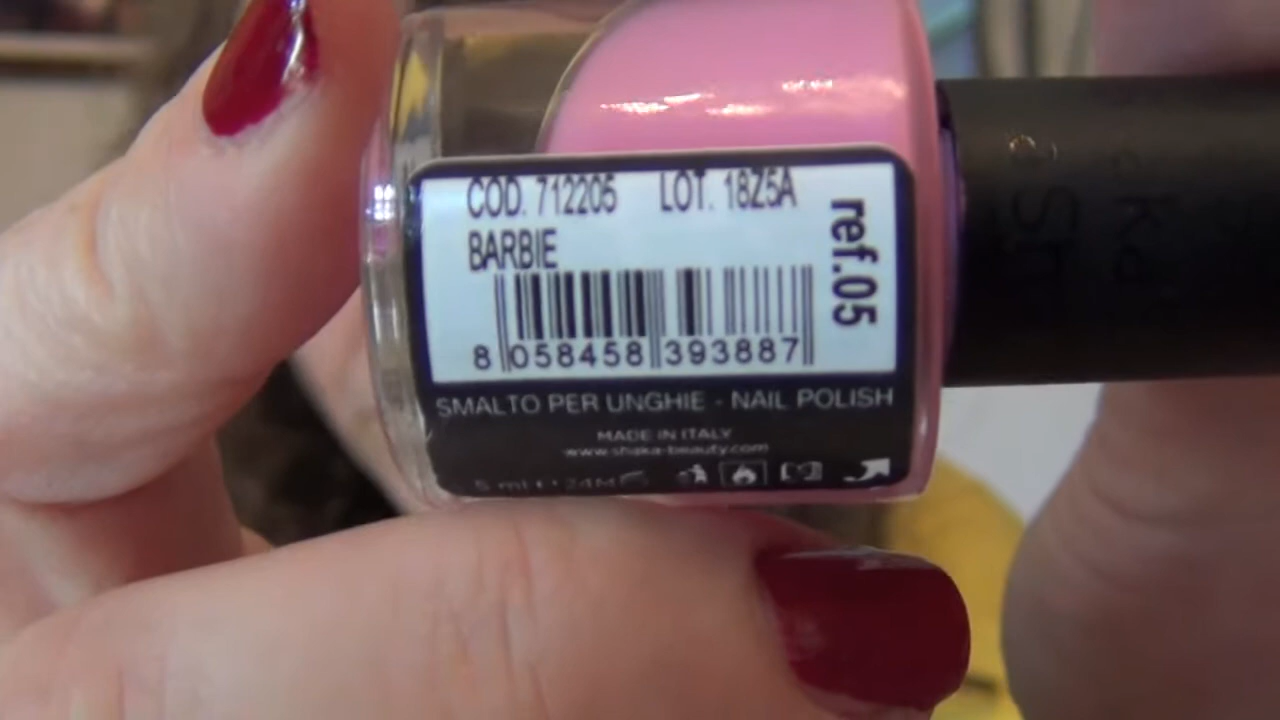 COD. 712205 LOT. 18Z5A
BARBIE
ref.05
8 058458 393887
SMALTO PER UNGHIE - NAIL POLISH
MADE IN ITALY
www.shaka-beauty.com
5 ml e 24M